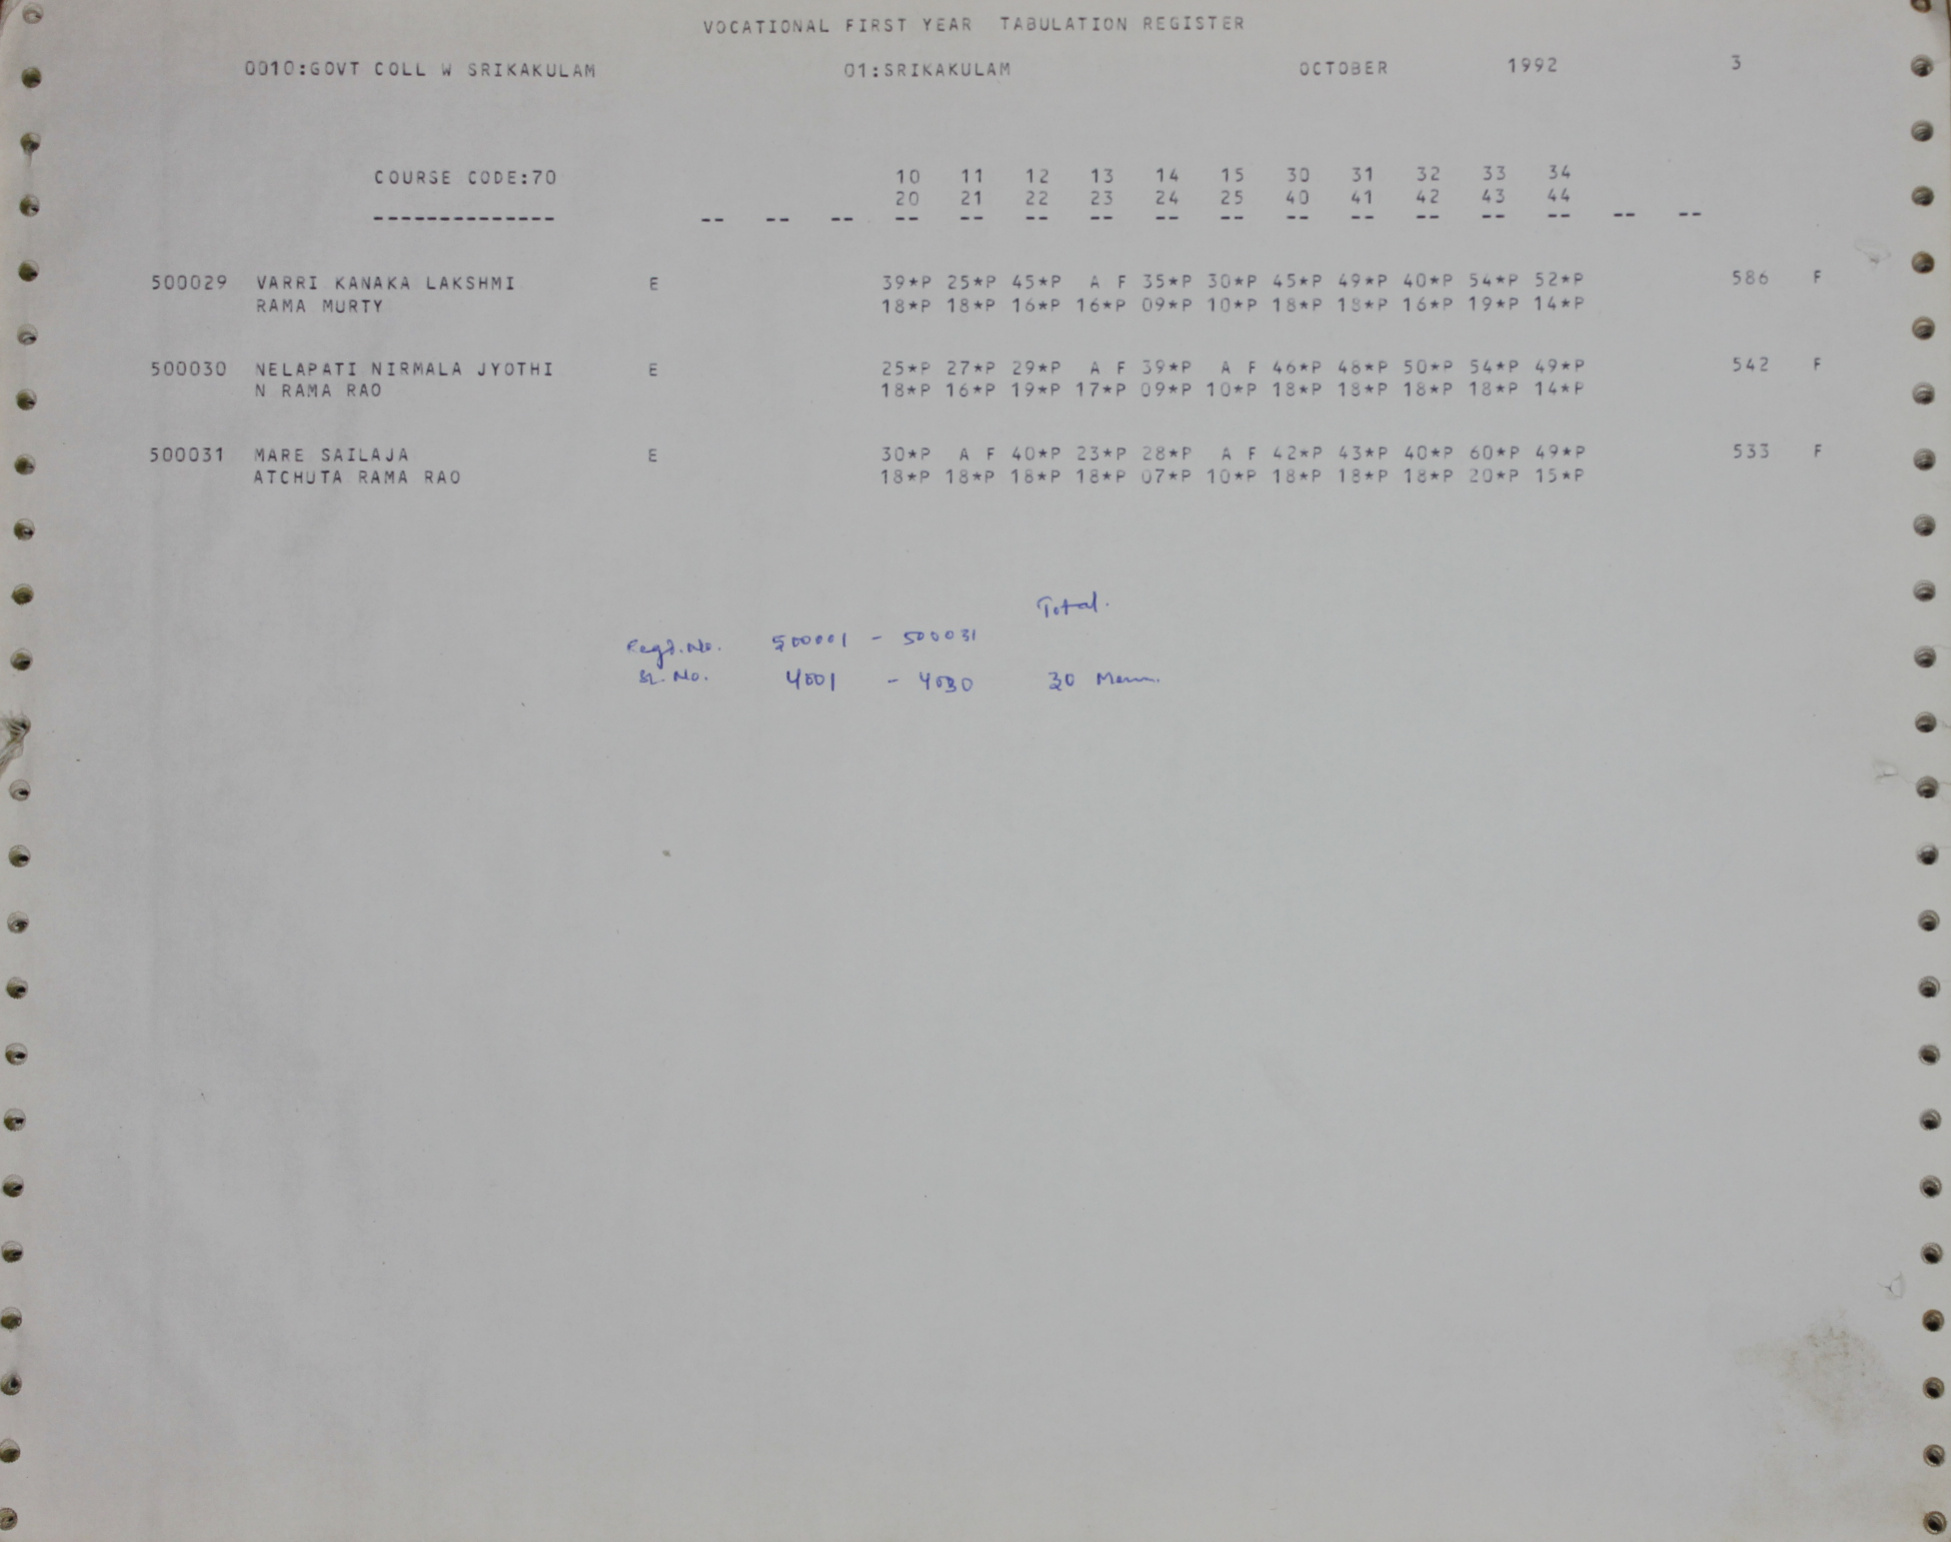 VOCATIONAL FIRST YEAR TABULATION REGISTER
0010:GOVT COLL W SRIKAKULAM 01:SRIKAKULAM OCTOBER 1992 3
COURSE CODE:70 10 11 12 13 14 15 30 31 32 33 34
20 21 22 23 24 25 40 41 42 43 44
-------------- -- -- -- -- -- -- -- -- -- -- -- -- -- -- -- --
500029 VARRI KANAKA LAKSHMI E 39*P 25*P 45*P A F 35*P 30*P 45*P 49*P 40*P 54*P 52*P 586 F
RAMA MURTY 18*P 18*P 16*P 16*P 09*P 10*P 18*P 18*P 16*P 19*P 14*P
500030 NELAPATI NIRMALA JYOTHI E 25*P 27*P 29*P A F 39*P A F 46*P 48*P 50*P 54*P 49*P 542 F
N RAMA RAO 18*P 16*P 19*P 17*P 09*P 10*P 18*P 18*P 18*P 18*P 14*P
500031 MARE SAILAJA E 30*P A F 40*P 23*P 28*P A F 42*P 43*P 40*P 60*P 49*P 533 F
ATCHUTA RAMA RAO 18*P 18*P 18*P 18*P 07*P 10*P 18*P 18*P 18*P 20*P 15*P
Total.
Regd.No. 500001 - 500031
Sl. No. 4001 - 4030 30